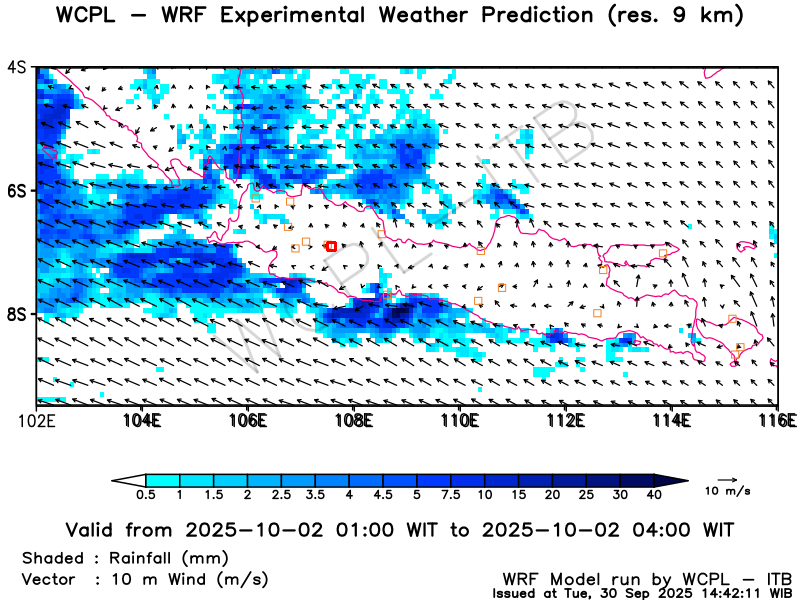 WCPL – WRF Experimental Weather Prediction (res. 9 km)
WCPL-ITB
4S
6S
8S
102E 104E 106E 108E 110E 112E 114E 116E
0.5 1 1.5 2 2.5 3.5 4 4.5 5 7.5 10 15 20 25 30 40
10 m/s
Valid from 2025-10-02 01:00 WIT to 2025-10-02 04:00 WIT
Shaded : Rainfall (mm)
Vector : 10 m Wind (m/s)
WRF Model run by WCPL – ITB
Issued at Tue, 30 Sep 2025 14:42:11 WIB